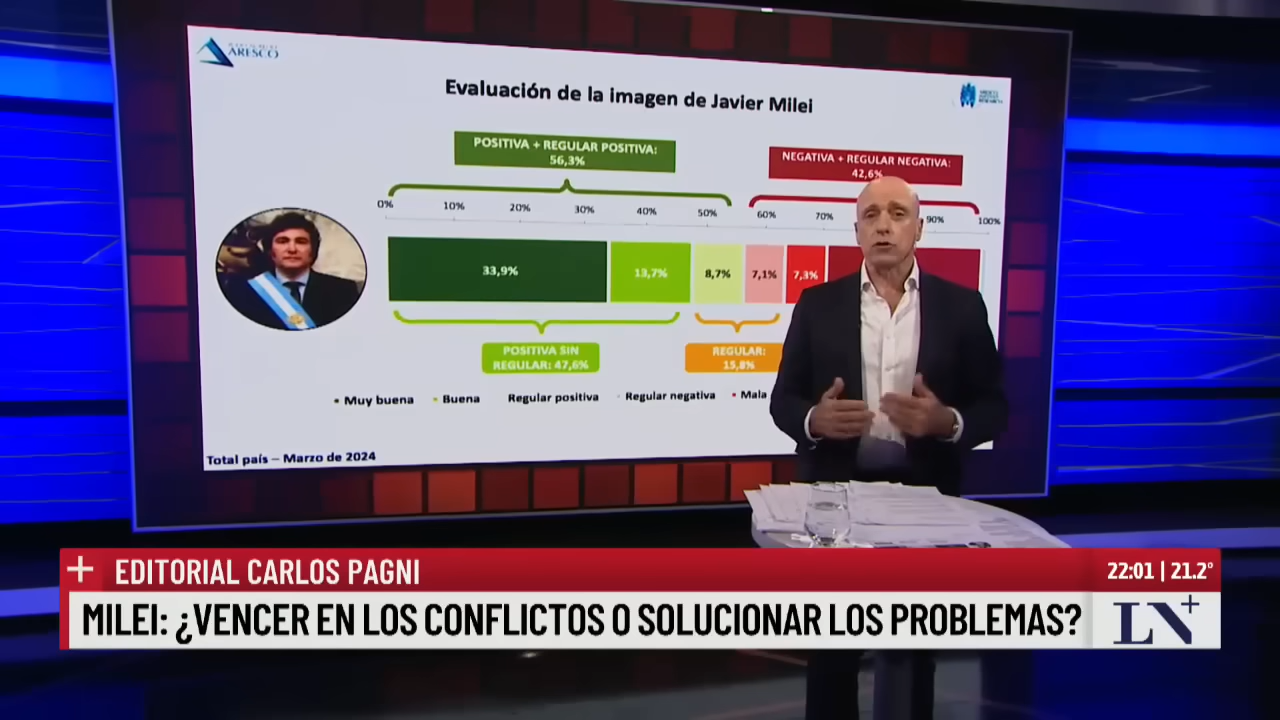 ARESCO
Evaluación de la imagen de Javier Milei
POSITIVA + REGULAR POSITIVA:
56,3%
NEGATIVA + REGULAR NEGATIVA:
42,6%
0% 10% 20% 30% 40% 50% 60% 70% 90% 100%
33,9% 13,7% 8,7% 7,1% 7,3%
POSITIVA SIN
REGULAR: 47,6%
REGULAR:
15,8%
• Muy buena • Buena Regular positiva Regular negativa • Mala
Total país – Marzo de 2024
+ EDITORIAL CARLOS PAGNI
22:01 | 21.2°
MILEI: ¿VENCER EN LOS CONFLICTOS O SOLUCIONAR LOS PROBLEMAS?
LN+